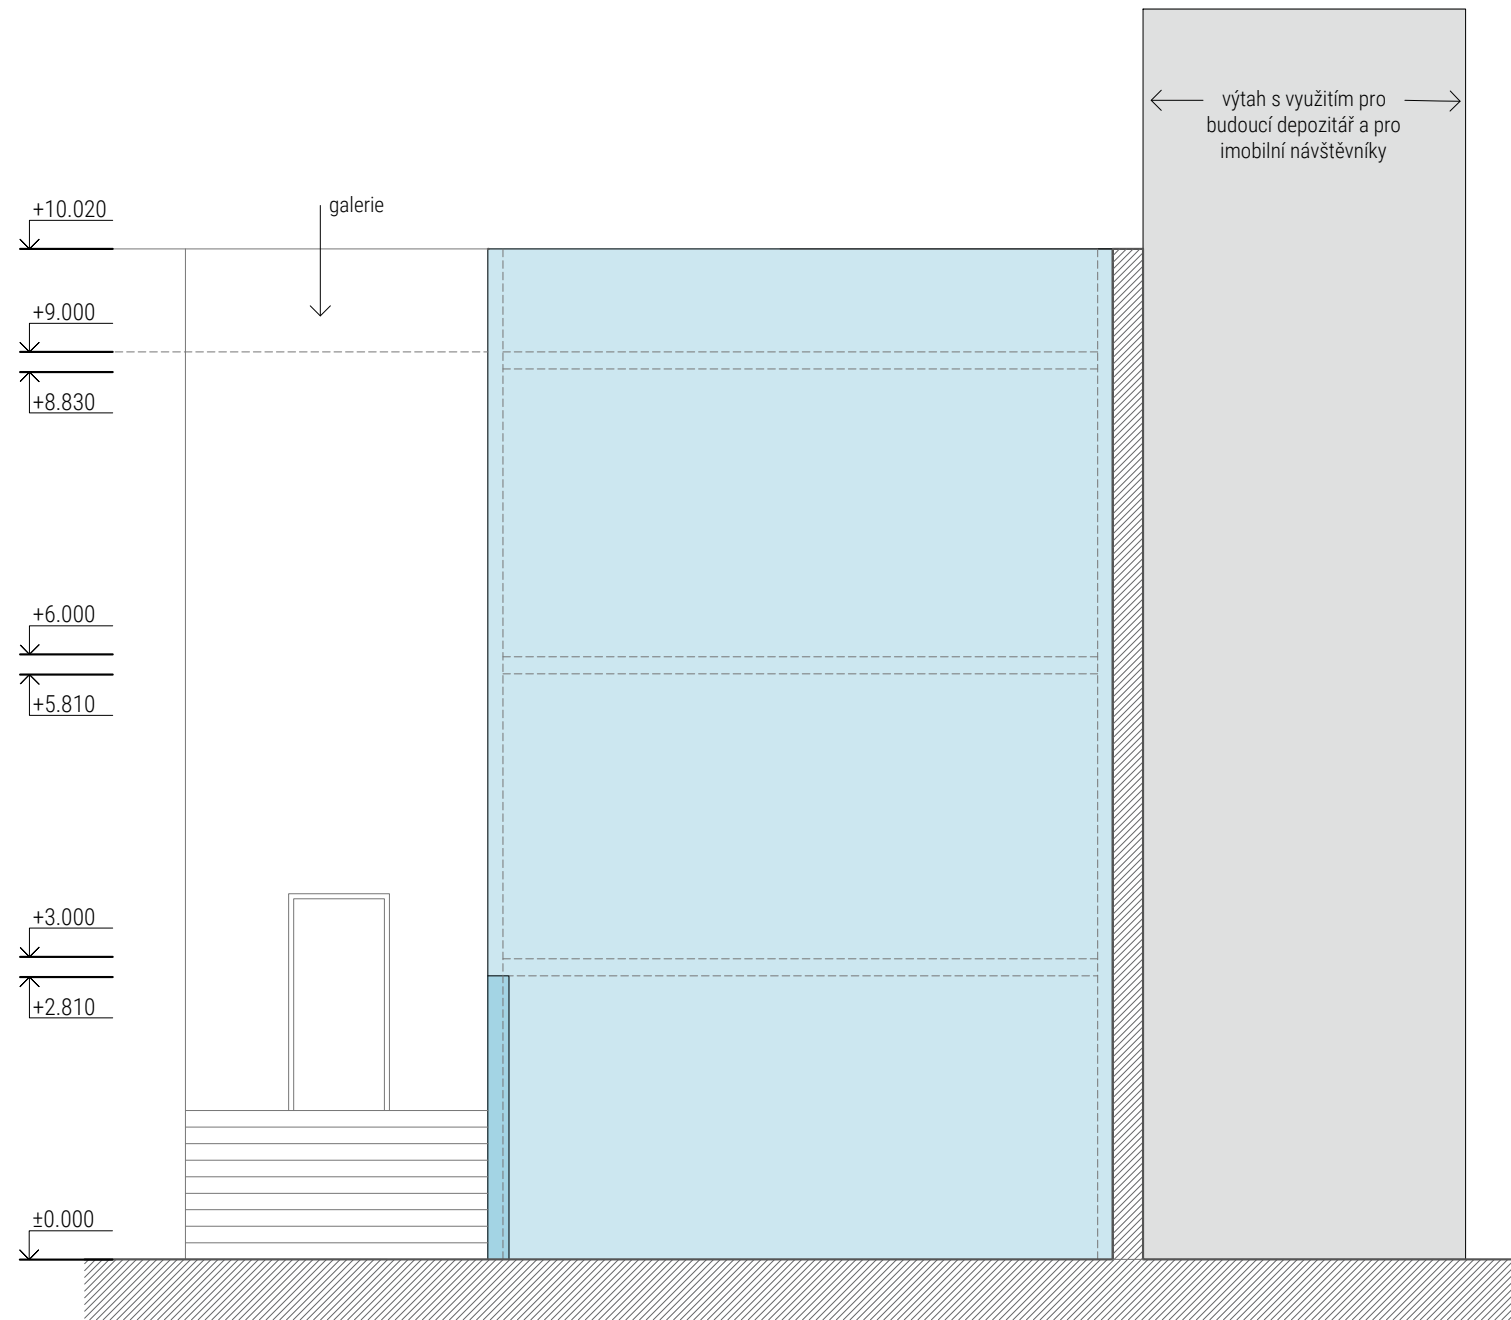 výtah s využitím pro
budoucí depozitář a pro
imobilní návštěvníky
galerie
+10.020
+9.000
+8.830
+6.000
+5.810
+3.000
+2.810
±0.000